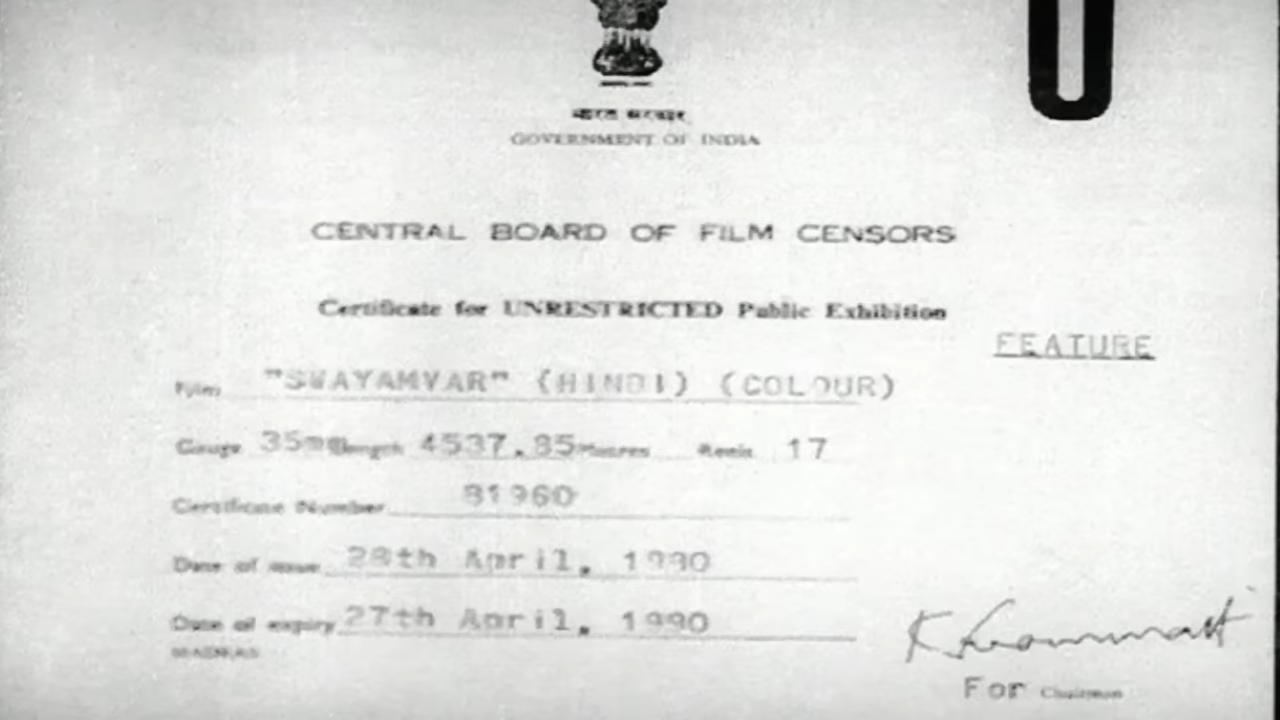 U
भारत सरकार
GOVERNMENT OF INDIA
CENTRAL BOARD OF FILM CENSORS
Certificate for UNRESTRICTED Public Exhibition
FEATURE
Film "SWAYAMVAR" (HINDI) (COLOUR)
Gauge 35mm Length 4537.85 Metres Reels 17
Certificate Number
Date of issue 28th April,
Date of expiry 27th April, 1990
MADRAS
For Chairman